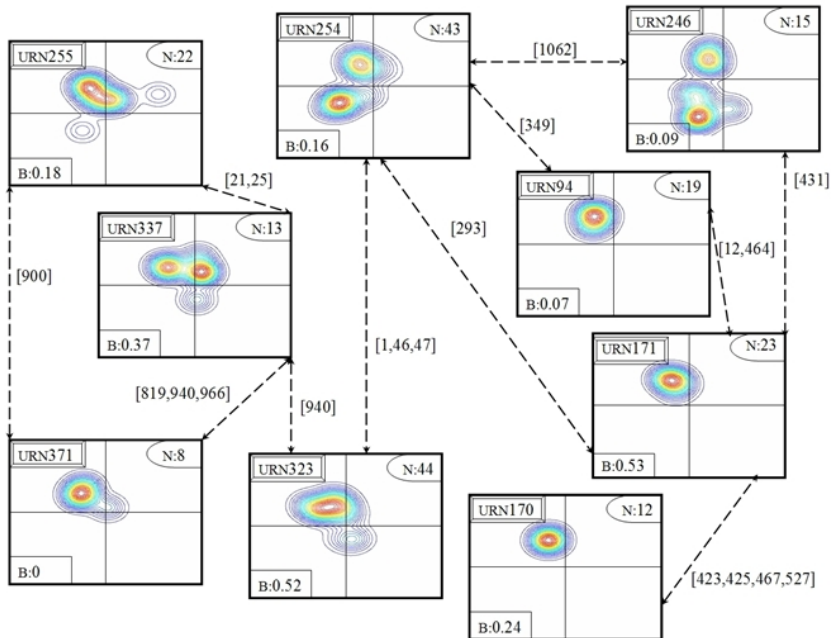 URN254
N:43
B:0.16
[1062]
URN246
N:15
B:0.09
URN255
N:22
B:0.18
[349]
[21,25]
URN94
N:19
B:0.07
[431]
URN337
N:13
B:0.37
[293]
[12,464]
[900]
[1,46,47]
URN171
N:23
B:0.53
[819,940,966]
[940]
URN371
N:8
B:0
URN323
N:44
B:0.52
URN170
N:12
B:0.24
[423,425,467,527]